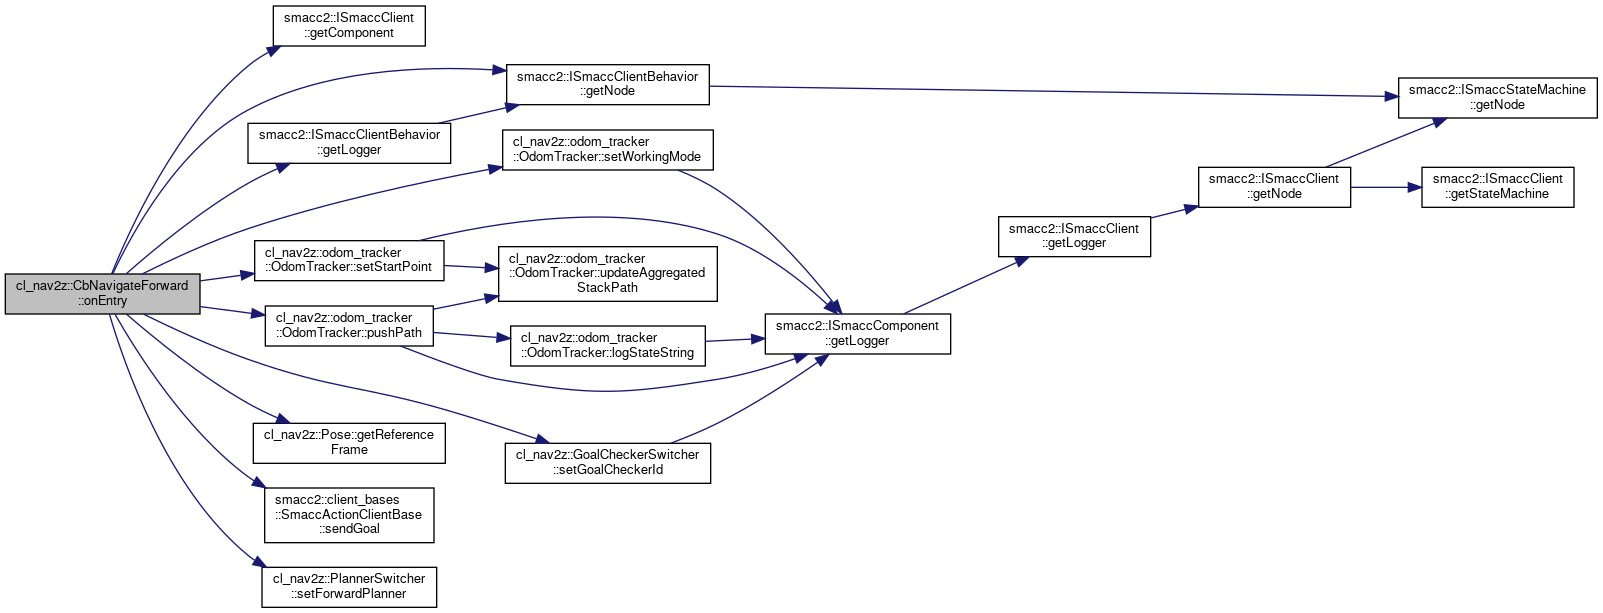 smacc2::ISmaccClient
::getComponent
smacc2::ISmaccClientBehavior
::getNode
smacc2::ISmaccStateMachine
::getNode
smacc2::ISmaccClientBehavior
::getLogger
cl_nav2z::odom_tracker
::OdomTracker::setWorkingMode
smacc2::ISmaccClient
::getNode
smacc2::ISmaccClient
::getStateMachine
smacc2::ISmaccClient
::getLogger
cl_nav2z::odom_tracker
::OdomTracker::setStartPoint
cl_nav2z::odom_tracker
::OdomTracker::updateAggregated
StackPath
cl_nav2z::CbNavigateForward
::onEntry
cl_nav2z::odom_tracker
::OdomTracker::pushPath
cl_nav2z::odom_tracker
::OdomTracker::logStateString
smacc2::ISmaccComponent
::getLogger
cl_nav2z::Pose::getReference
Frame
cl_nav2z::GoalCheckerSwitcher
::setGoalCheckerId
smacc2::client_bases
::SmaccActionClientBase
::sendGoal
cl_nav2z::PlannerSwitcher
::setForwardPlanner